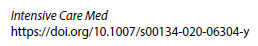 Intensive Care Med
https://doi.org/10.1007/s00134-020-06304-y